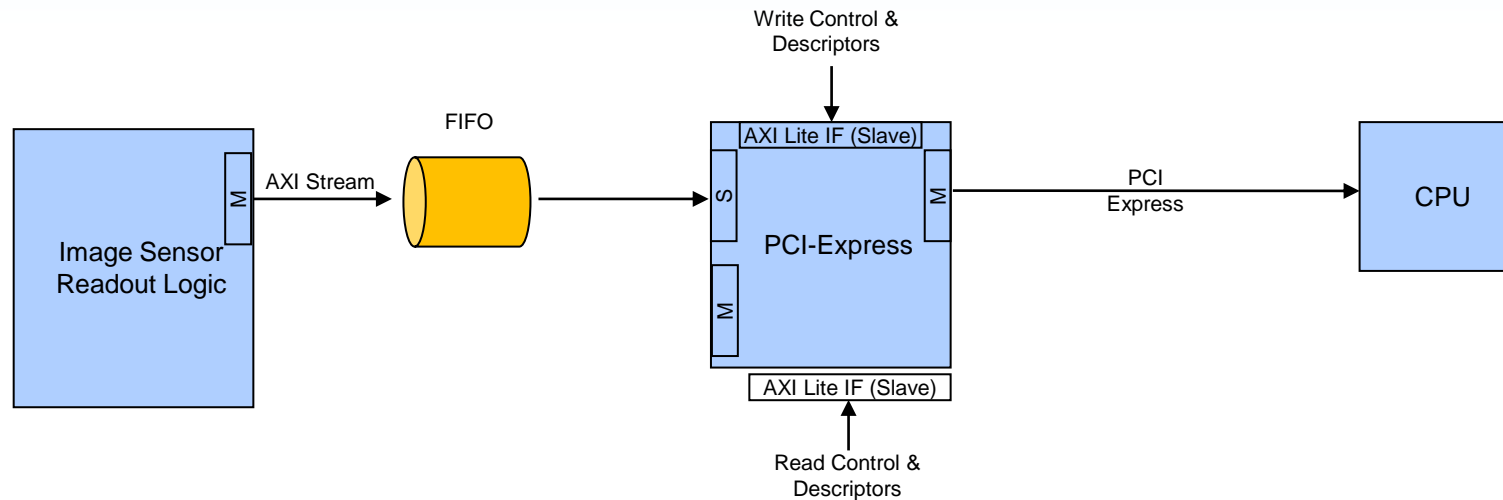 Write Control &
Descriptors
FIFO
AXI Lite IF (Slave)
AXI Stream
M
S
M
PCI
Express
CPU
Image Sensor
Readout Logic
PCI-Express
M
AXI Lite IF (Slave)
Read Control &
Descriptors